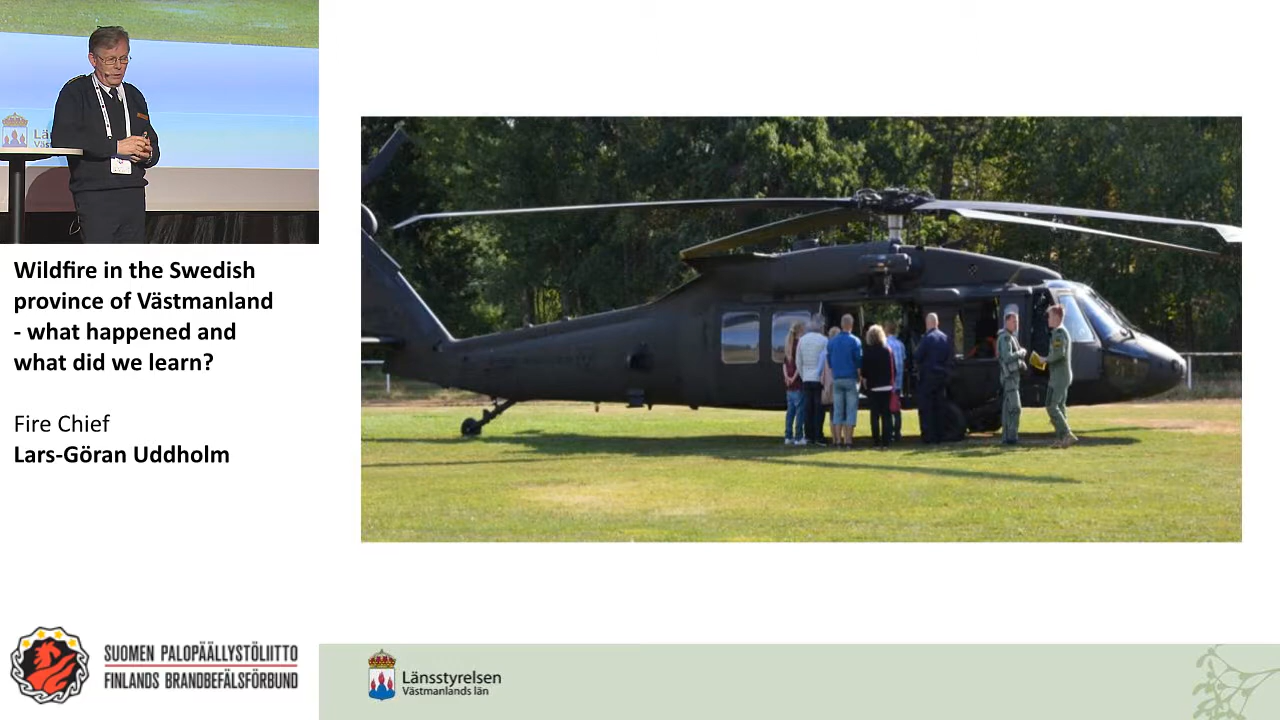 Wildfire in the Swedish
province of Västmanland
- what happened and
what did we learn?
Fire Chief
Lars-Göran Uddholm
SUOMEN PALOPÄÄLLYSTÖLIITTO
FINLANDS BRANDBEFÄLSFÖRBUND
Länsstyrelsen
Västmanlands län